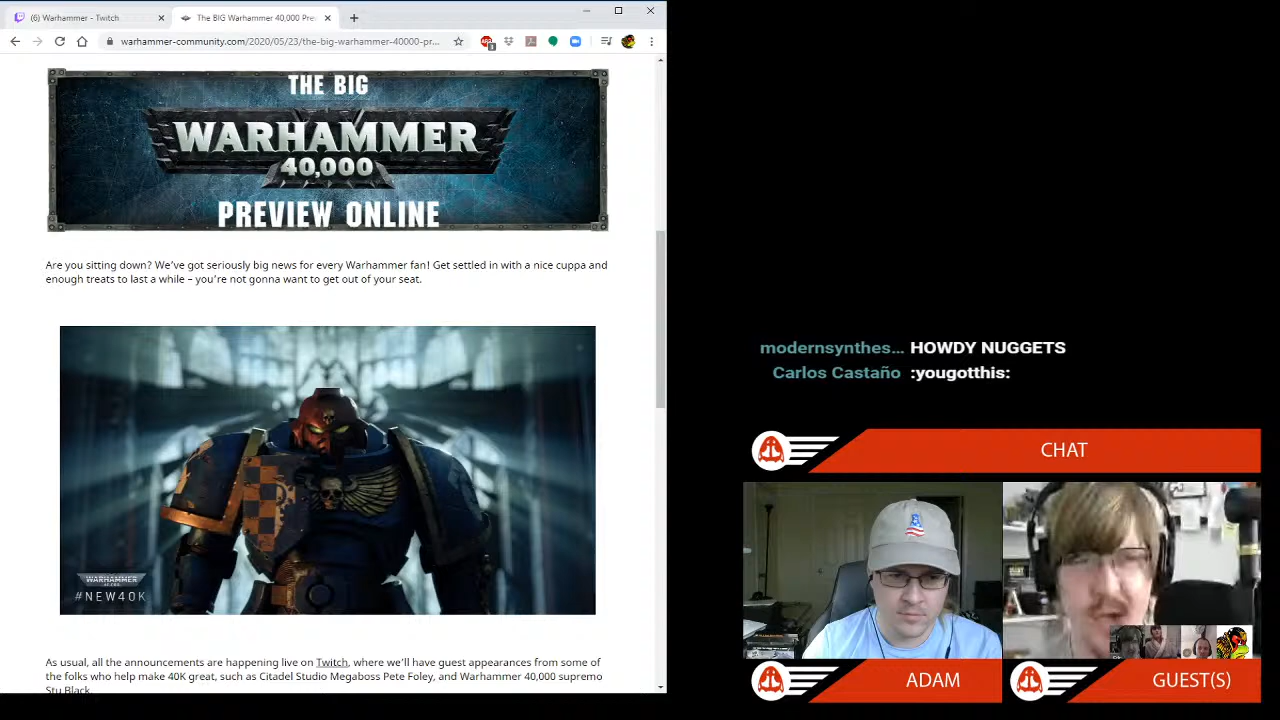 (6) Warhammer - Twitch
The BIG Warhammer 40,000 Pre
warhammer-community.com/2020/05/23/the-big-warhammer-40000-pr...
THE BIG
WARHAMMER
40,000
PREVIEW ONLINE
Are you sitting down? We've got seriously big news for every Warhammer fan! Get settled in with a nice cuppa and
enough treats to last a while – you're not gonna want to get out of your seat.
WARHAMMER
40,000
#NEW40K
As usual, all the announcements are happening live on Twitch, where we'll have guest appearances from some of
the who help make 40K great, such as Citadel Studio Megaboss Pete Foley, and Warhammer 40,000 supremo
Stu Black
modernsynthes... HOWDY NUGGETS
Carlos Castaño :yougotthis:
CHAT
ADAM
GUEST(S)